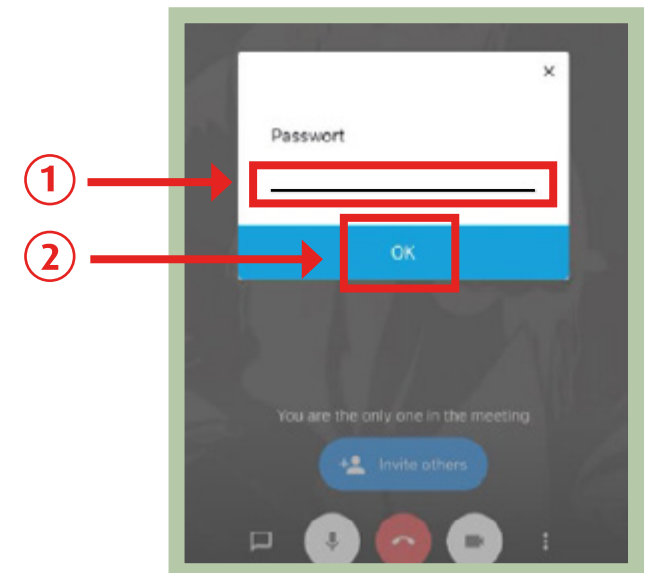 Passwort
1
2
OK
You are the only one in the meeting
Invite others